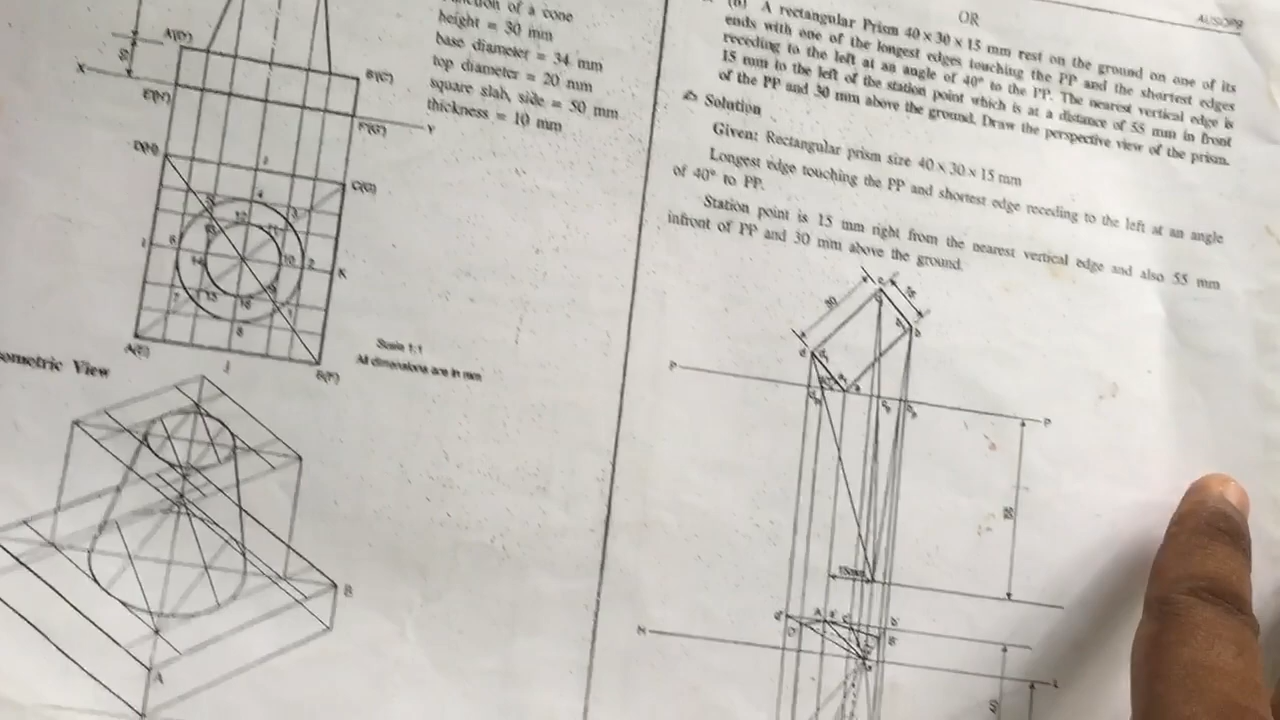 height = 30 mm
base diameter = 34 mm
top diameter = 20 mm
square slab, side = 50 mm
thickness = 10 mm
A'(D')
B'(C')
X
E'(H')
F'(G')
Y
D(H)
C(G)
K
A(E)
B(F)
Scale 1:1
All dimensions are in mm
ometric View
B
A
OR
(b) A rectangular Prism 40 × 30 × 15 mm rest on the ground on one of its
ends with one of the longest edges touching the PP and the shortest edges
receding to the left at an angle of 40° to the PP. The nearest vertical edge is
15 mm to the left of the station point which is at a distance of 55 mm in front
of the PP and 30 mm above the ground. Draw the perspective view of the prism.
Solution
Given: Rectangular prism size 40 × 30 × 15 mm
Longest edge touching the PP and shortest edge receding to the left at an angle
of 40° to PP.
Station point is 15 mm right from the nearest vertical edge and also 55 mm
infront of PP and 30 mm above the ground.
P
P
55
15mm
H
L